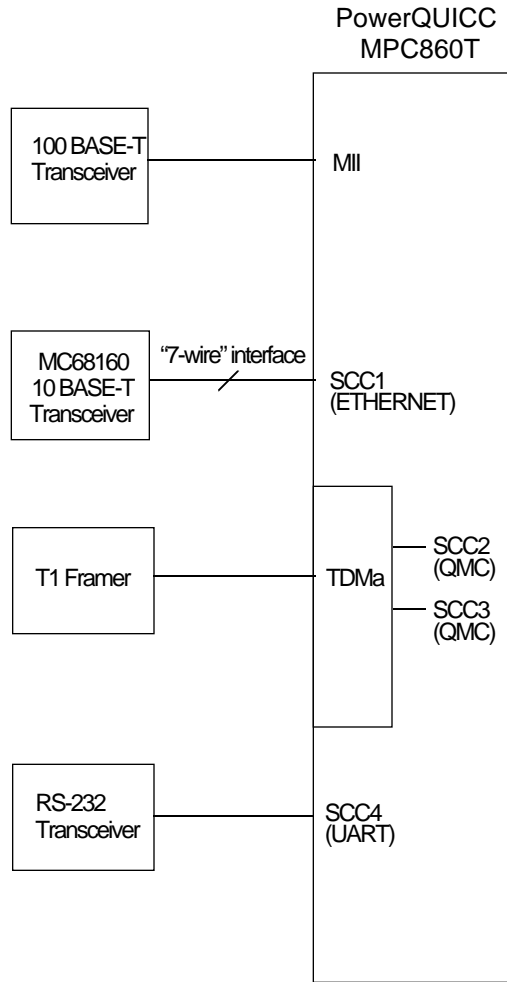 PowerQUICC
MPC860T
100 BASE-T
Transceiver
MII
MC68160
10 BASE-T
Transceiver
“7-wire” interface
SCC1
(ETHERNET)
T1 Framer
TDMa
SCC2
(QMC)
SCC3
(QMC)
RS-232
Transceiver
SCC4
(UART)